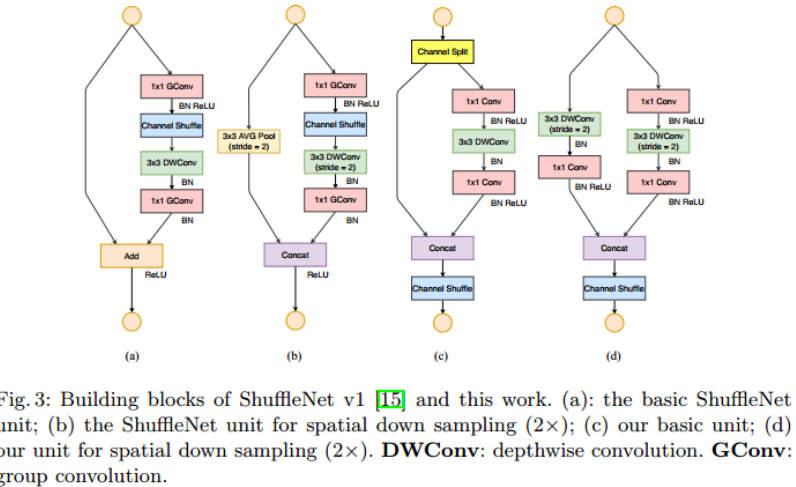 1x1 GConv
BN ReLU
Channel Shuffle
3x3 DWConv
BN
1x1 GConv
BN
Add
ReLU
(a)
3x3 AVG Pool
(stride = 2)
1x1 GConv
BN ReLU
Channel Shuffle
3x3 DWConv
(stride = 2)
BN
1x1 GConv
BN
Concat
ReLU
(b)
Channel Split
1x1 Conv
BN ReLU
3x3 DWConv
BN
1x1 Conv
BN ReLU
Concat
Channel Shuffle
(c)
3x3 DWConv
(stride = 2)
BN
1x1 Conv
BN ReLU
1x1 Conv
BN ReLU
3x3 DWConv
(stride = 2)
BN
1x1 Conv
BN ReLU
Concat
Channel Shuffle
(d)
Fig. 3: Building blocks of ShuffleNet v1 [15] and this work. (a): the basic ShuffleNet
unit; (b) the ShuffleNet unit for spatial down sampling (2×); (c) our basic unit; (d)
our unit for spatial down sampling (2×). DWConv: depthwise convolution. GConv:
group convolution.